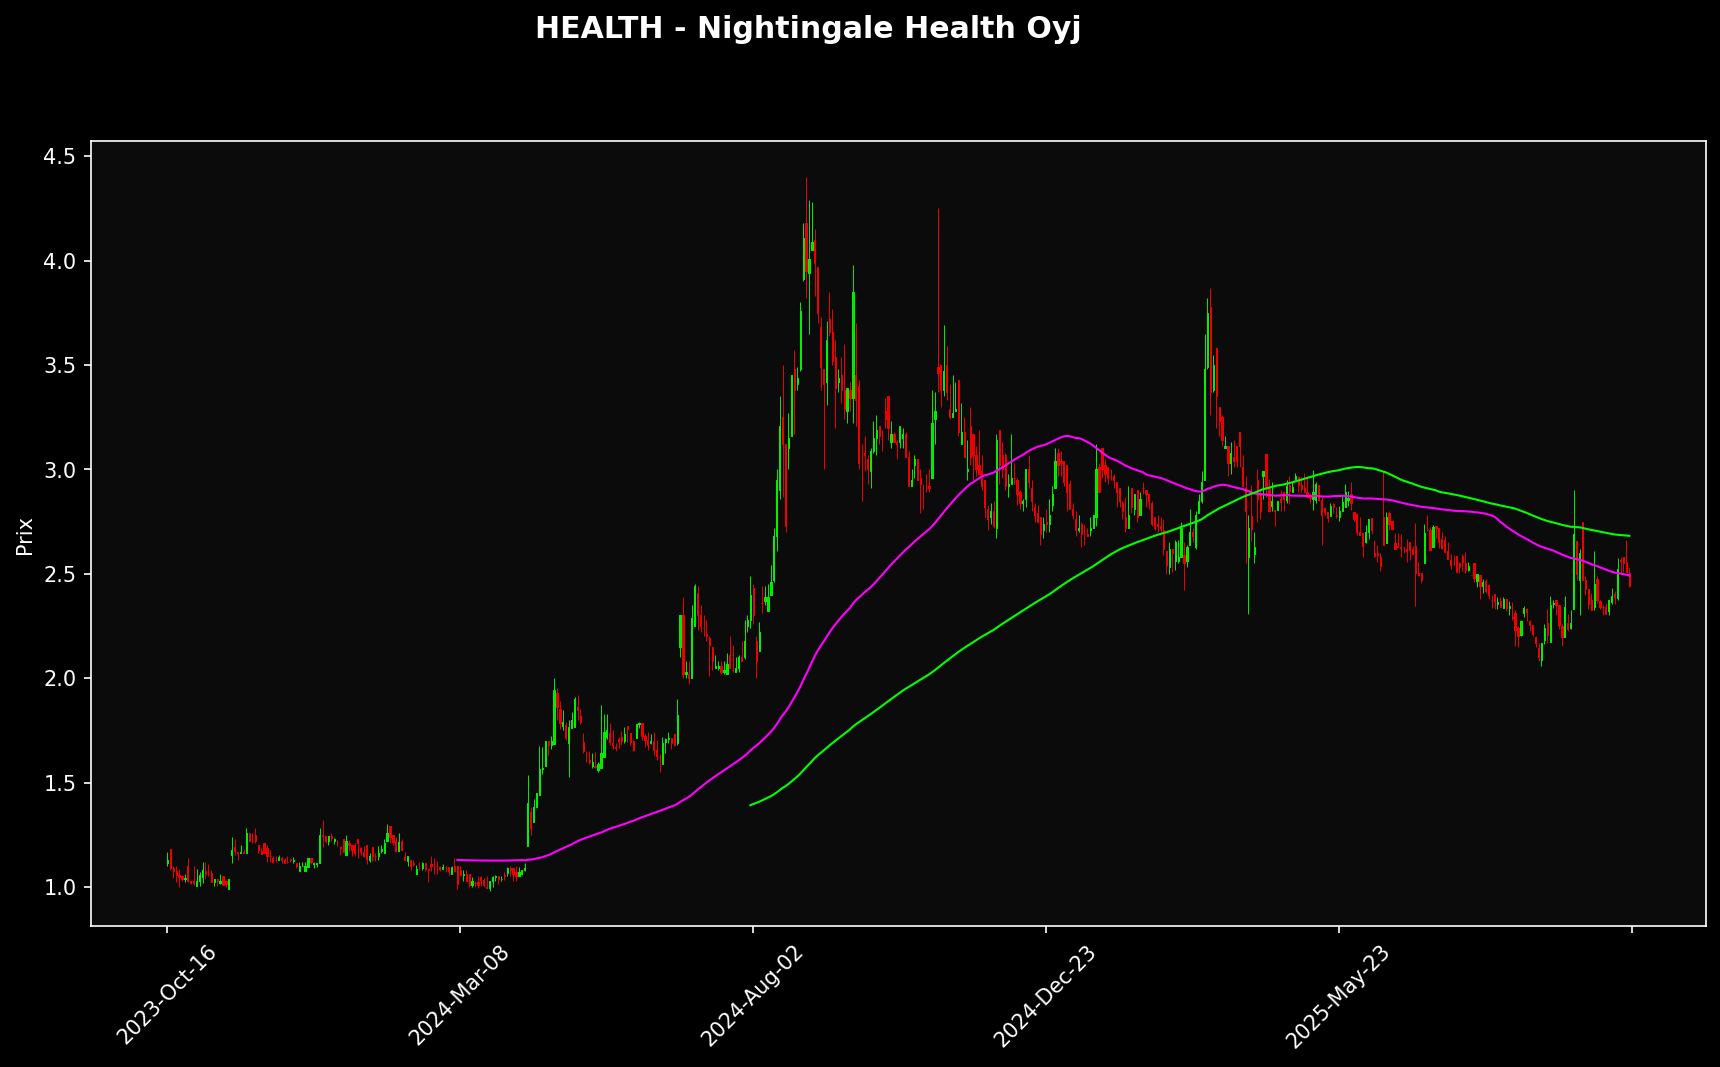 HEALTH - Nightingale Health Oyj
Prix
4.5
4.0
3.5
3.0
2.5
2.0
1.5
1.0
2023-Oct-16
2024-Mar-08
2024-Aug-02
2024-Dec-23
2025-May-23